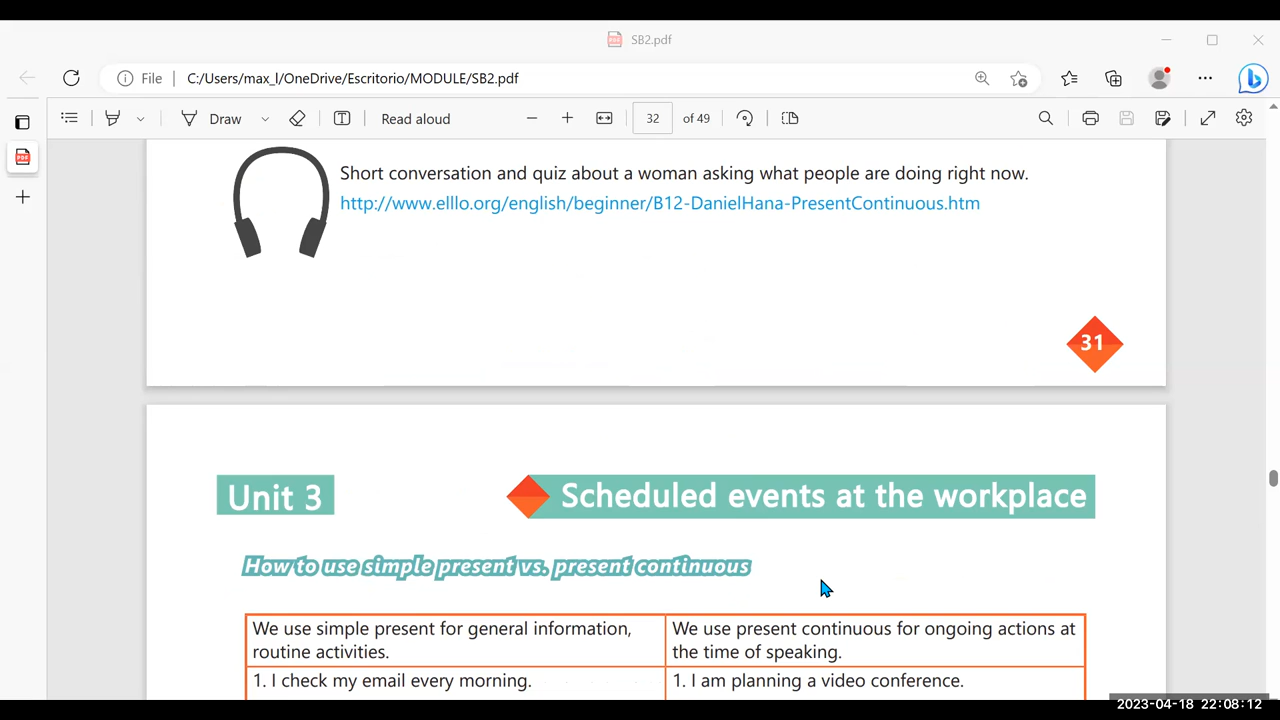 SB2.pdf
File
C:/Users/max_l/OneDrive/Escritorio/MODULE/SB2.pdf
Draw
Read aloud
32
of 49
Short conversation and quiz about a woman asking what people are doing right now.
http://www.elllo.org/english/beginner/B12-DanielHana-PresentContinuous.htm
31
Unit 3
Scheduled events at the workplace
How to use simple present vs. present continuous
We use simple present for general information,
routine activities.
We use present continuous for ongoing actions at
the time of speaking.
1. I check my email every morning.
1. I am planning a video conference.
2023-04-18 22:08:12